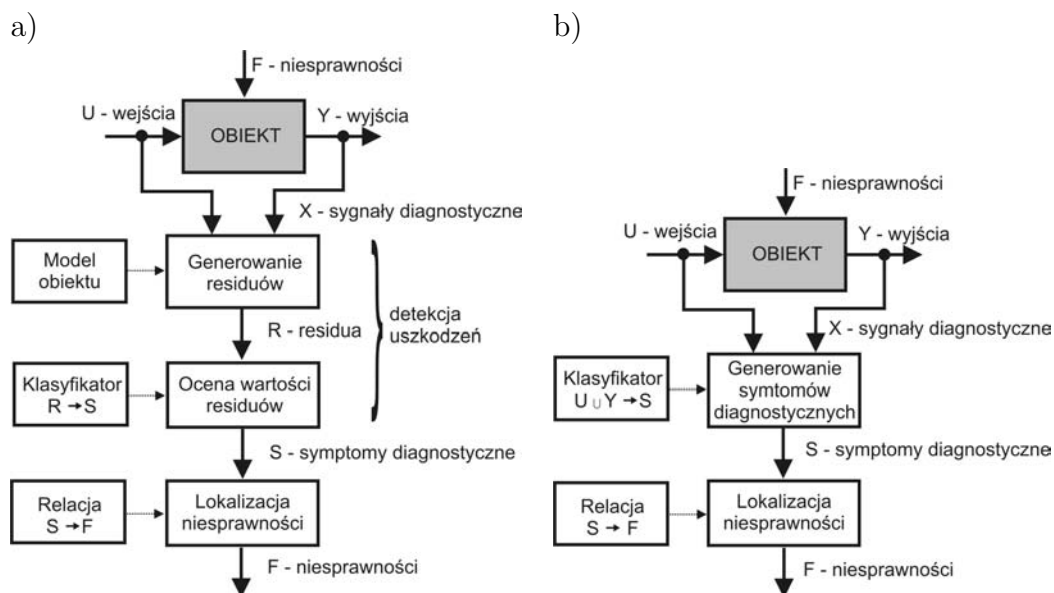 a)
F - niesprawności
U - wejścia
Y - wyjścia
OBIEKT
X - sygnały diagnostyczne
Model
obiektu
Generowanie
residuów
R - residua
detekcja
uszkodzeń
Klasyfikator
R → S
Ocena wartości
residuów
S - symptomy diagnostyczne
Relacja
S → F
Lokalizacja
niesprawności
F - niesprawności
b)
F - niesprawności
U - wejścia
Y - wyjścia
OBIEKT
X - sygnały diagnostyczne
Klasyfikator
U ∪ Y → S
Generowanie
symtomów
diagnostycznych
S - symptomy diagnostyczne
Relacja
S → F
Lokalizacja
niesprawności
F - niesprawności